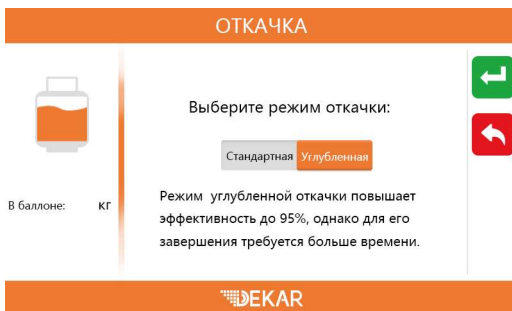 ОТКАЧКА
Выберите режим откачки:
Стандартная Углубленная
В баллоне: кг
Режим углубленной откачки повышает
эффективность до 95%, однако для его
завершения требуется больше времени.
DEKAR